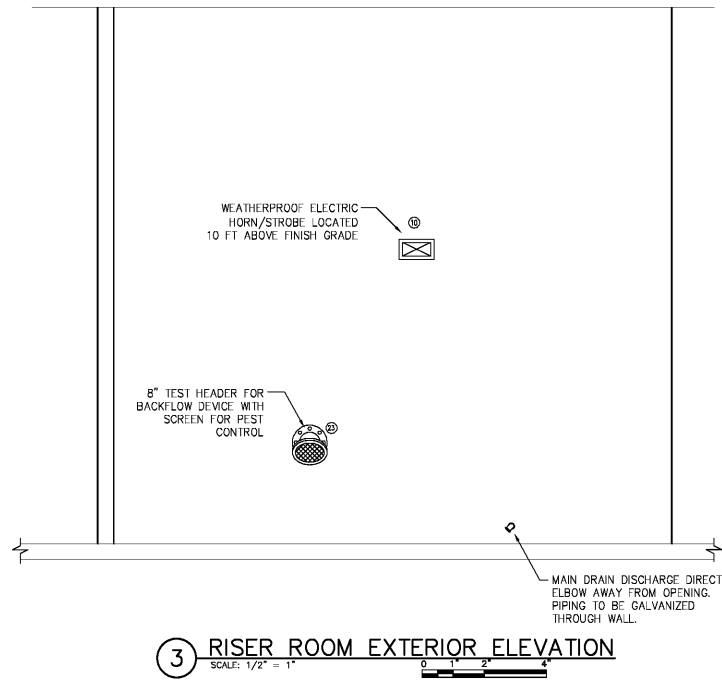 WEATHERPROOF ELECTRIC
HORN/STROBE LOCATED
10 FT ABOVE FINISH GRADE
10
8" TEST HEADER FOR
BACKFLOW DEVICE WITH
SCREEN FOR PEST
CONTROL
23
MAIN DRAIN DISCHARGE DIRECT
ELBOW AWAY FROM OPENING.
PIPING TO BE GALVANIZED
THROUGH WALL.
3
RISER ROOM EXTERIOR ELEVATION
SCALE: 1/2" = 1"
0 1" 2" 4"